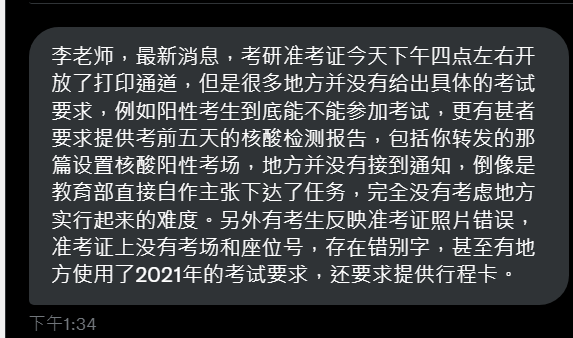 李老师，最新消息，考研准考证今天下午四点左右开
放了打印通道，但是很多地方并没有给出具体的考试
要求，例如阳性考生到底能不能参加考试，更有甚者
要求提供考前五天的核酸检测报告，包括你转发的那
篇设置核酸阳性考场，地方并没有接到通知，倒像是
教育部直接自作主张下达了任务，完全没有考虑地方
实行起来的难度。另外有考生反映准考证照片错误，
准考证上没有考场和座位号，存在错别字，甚至有地
方使用了2021年的考试要求，还要求提供行程卡。
下午1:34